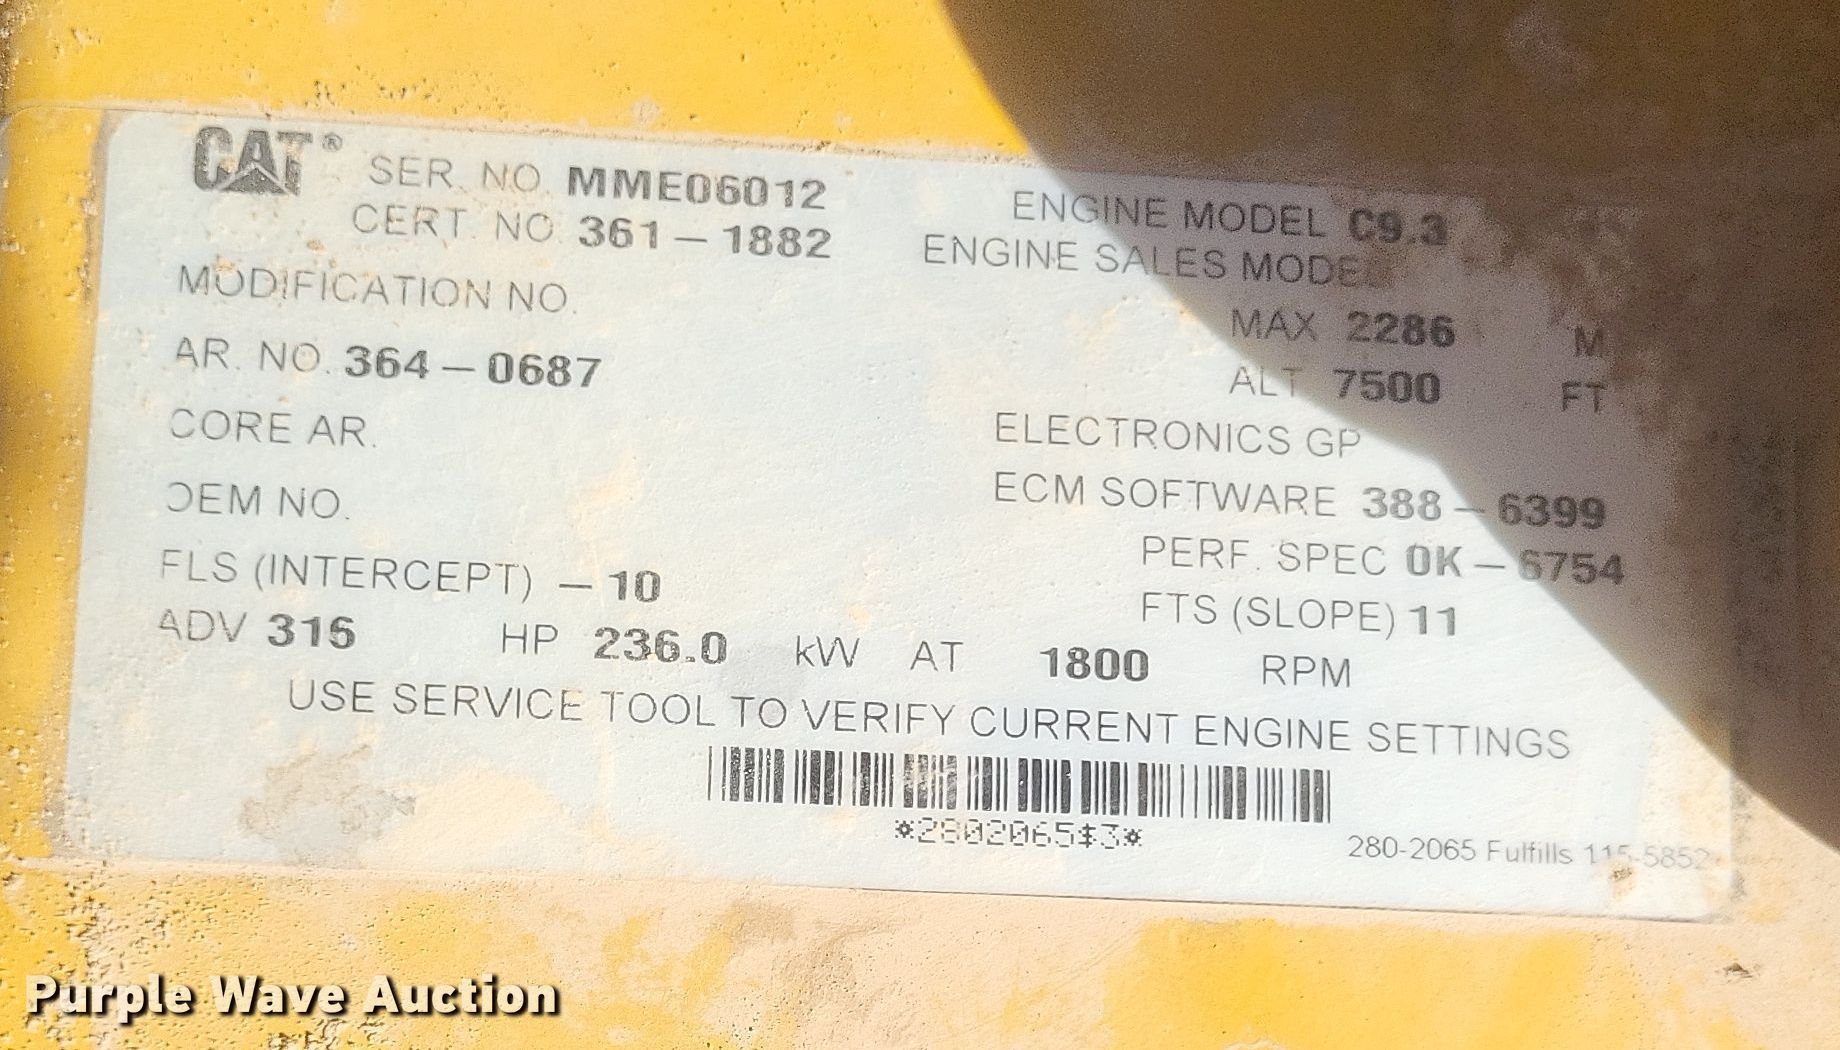 CAT® SER. NO. MME06012
CERT. NO. 361-1882
MODIFICATION NO.
AR. NO. 364-0687
CORE AR.
OEM NO.
FLS (INTERCEPT) -10
ENGINE MODEL C9.3
ENGINE SALES MODEL
MAX 2286 M
ALT 7500 FT
ELECTRONICS GP
ECM SOFTWARE 388-6399
PERF. SPEC 0K-6754
FTS (SLOPE) 11
ADV 316 HP 236.0 kW AT 1800 RPM
USE SERVICE TOOL TO VERIFY CURRENT ENGINE SETTINGS
*2802065$3*
280-2065 Fulfills 115-5852
Purple Wave Auction